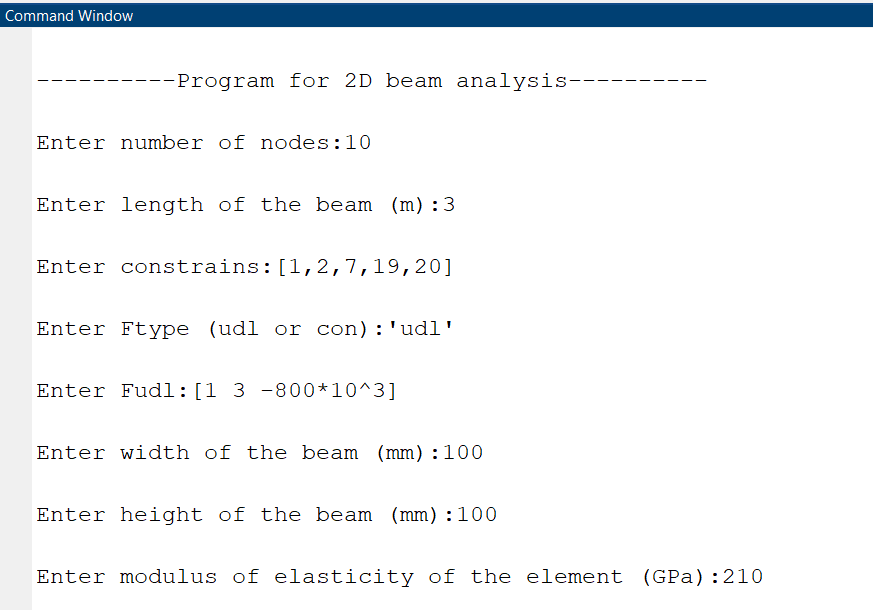 Command Window
----------Program for 2D beam analysis----------
Enter number of nodes:10
Enter length of the beam (m):3
Enter constrains:[1,2,7,19,20]
Enter Ftype (udl or con):'udl'
Enter Fudl:[1 3 -800*10^3]
Enter width of the beam (mm):100
Enter height of the beam (mm):100
Enter modulus of elasticity of the element (GPa):210